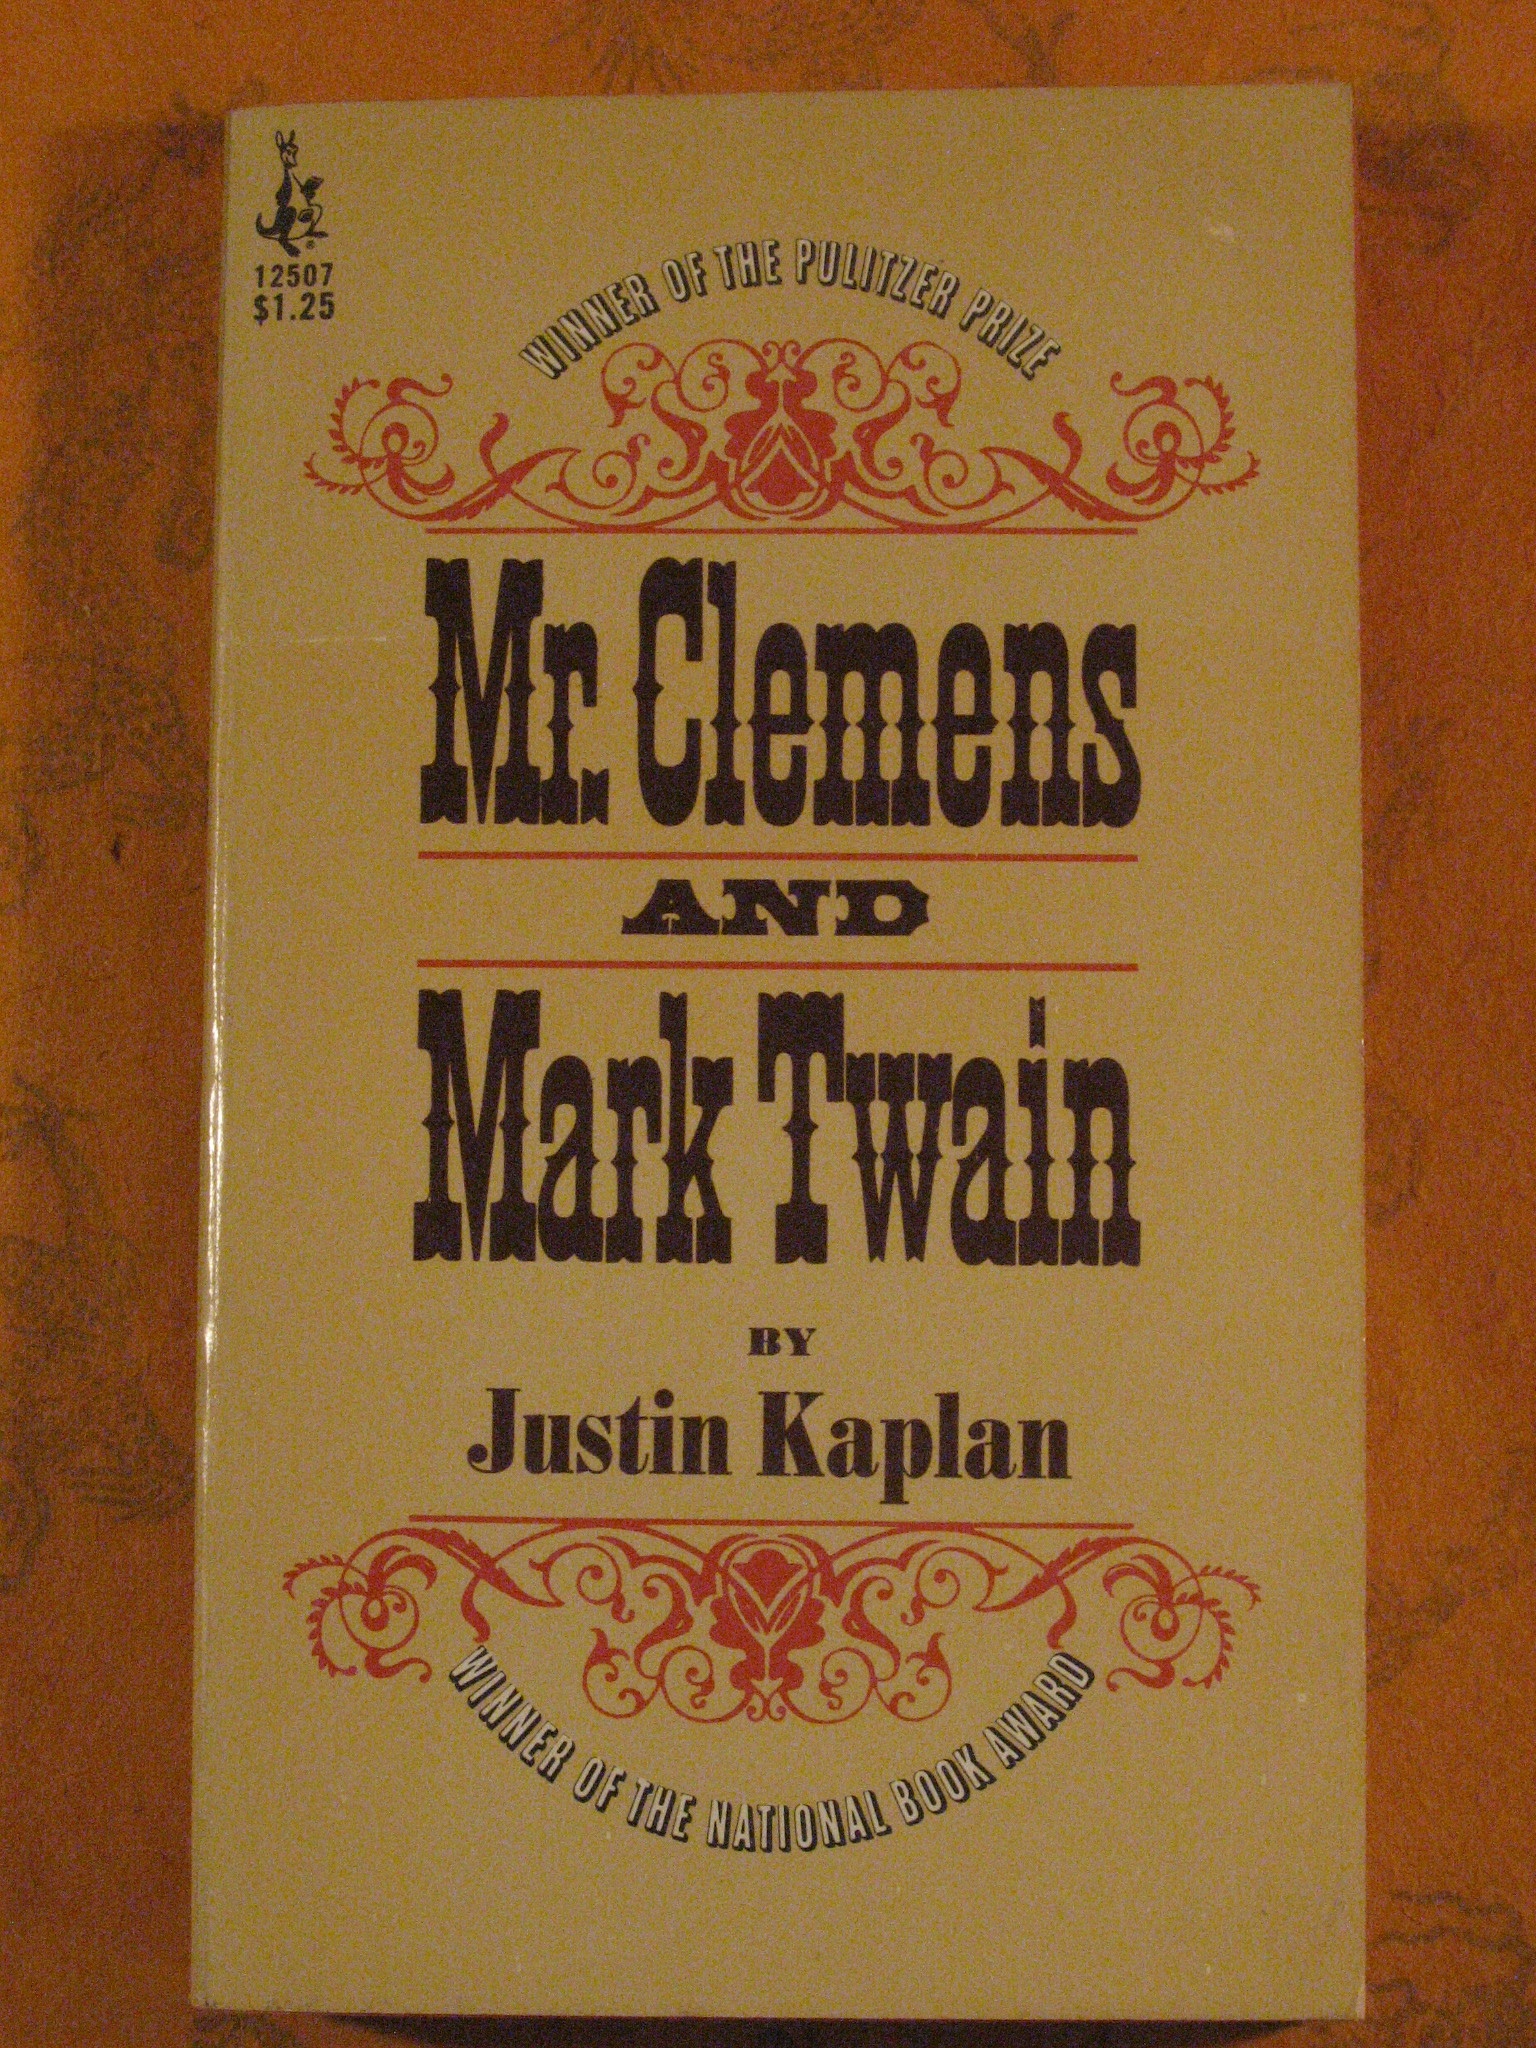 12507
$1.25
WINNER OF THE PULITZER PRIZE
Mr. Clemens
AND
Mark Twain
BY
Justin Kaplan
WINNER OF THE NATIONAL BOOK AWARD